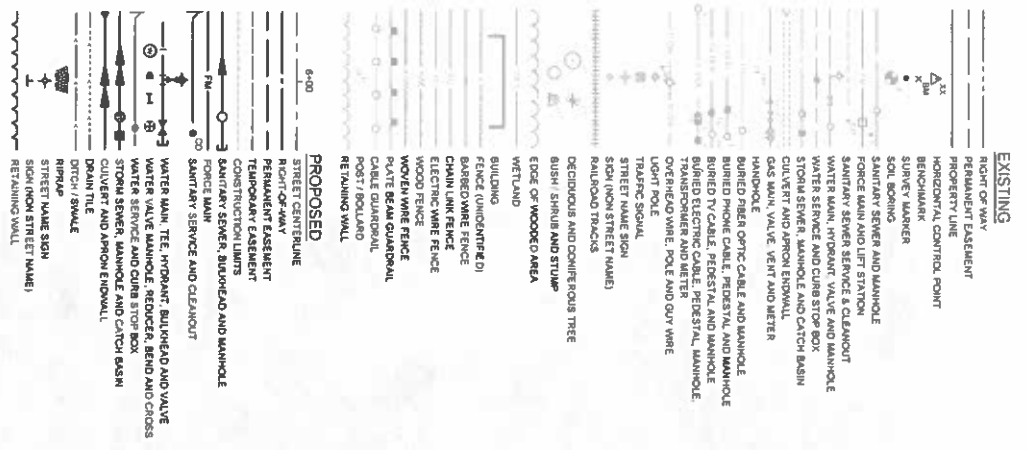 EXISTING
RIGHT OF WAY
PERMANENT EASEMENT
PROPERTY LINE
XX
HORIZONTAL CONTROL POINT
BM
BENCHMARK
SURVEY MARKER
SOIL BORING
SANITARY SEWER AND MANHOLE
FORCE MAIN AND LIFT STATION
SANITARY SEWER SERVICE & CLEANOUT
WATER MAIN, HYDRANT, VALVE AND MANHOLE
WATER SERVICE AND CURB STOP BOX
STORM SEWER, MANHOLE AND CATCH BASIN
CULVERT AND APRON ENDWALL
GAS MAIN, VALVE, VENT AND METER
HANDHOLE
BURIED FIBER OPTIC CABLE AND MANHOLE
BURIED PHONE CABLE, PEDESTAL AND MANHOLE
BURIED TV CABLE, PEDESTAL AND MANHOLE
BURIED ELECTRIC CABLE, PEDESTAL, MANHOLE,
TRANSFORMER AND METER
OVERHEAD WIRE, POLE AND GUY WIRE
LIGHT POLE
TRAFFIC SIGNAL
STREET NAME SIGN
SIGN (NON STREET NAME)
RAILROAD TRACKS
DECIDUOUS AND CONIFEROUS TREE
BUSH / SHRUB AND STUMP
EDGE OF WOODED AREA
WETLAND
BUILDING
FENCE (UNIDENTIFIED)
BARBED WIRE FENCE
CHAIN LINK FENCE
ELECTRIC WIRE FENCE
WOOD FENCE
WOVEN WIRE FENCE
PLATE BEAM GUARDRAIL
CABLE GUARDRAIL
POST / BOLLARD
RETAINING WALL
PROPOSED
6+00
STREET CENTERLINE
RIGHT-OF-WAY
PERMANENT EASEMENT
TEMPORARY EASEMENT
CONSTRUCTION LIMITS
SANITARY SEWER, BULKHEAD AND MANHOLE
FM
FORCE MAIN
CO
SANITARY SERVICE AND CLEANOUT
WATER MAIN, TEE, HYDRANT, BULKHEAD AND VALVE
WATER VALVE MANHOLE, REDUCER, BEND AND CROSS
WATER SERVICE AND CURB STOP BOX
STORM SEWER, MANHOLE AND CATCH BASIN
CULVERT AND APRON ENDWALL
DRAIN TILE
DITCH / SWALE
RIPRAP
STREET NAME SIGN
SIGN (NON STREET NAME)
RETAINING WALL